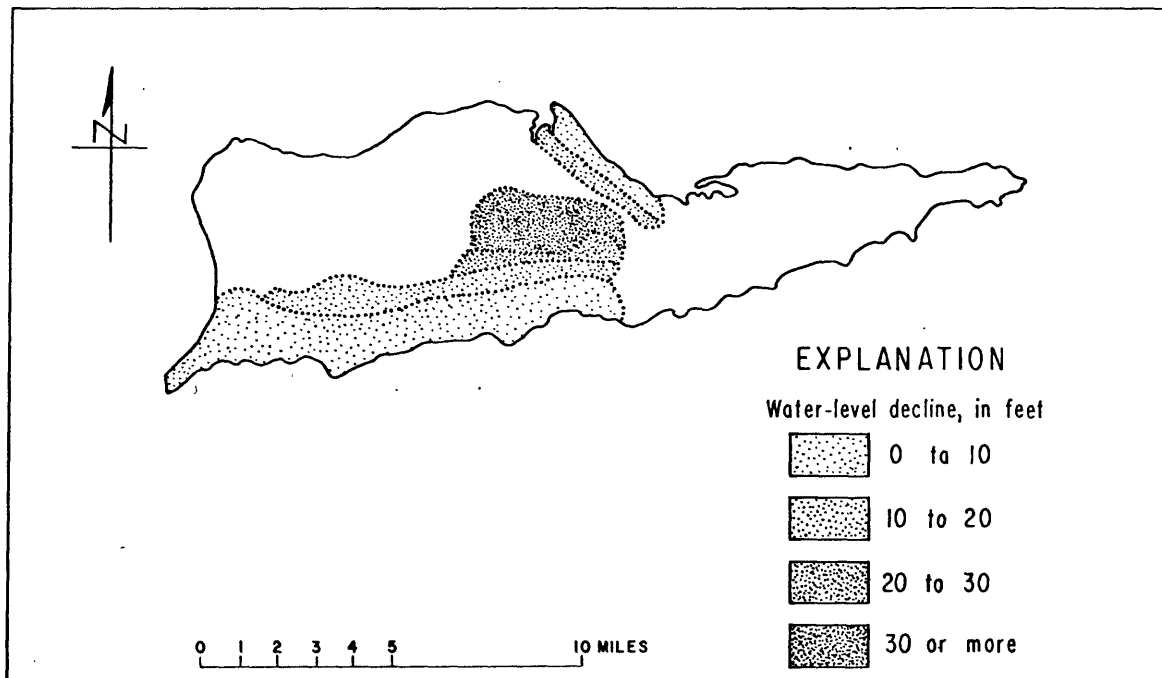 N
EXPLANATION
Water-level decline, in feet
0 ta 10
10 to 20
20 to 30
30 or more
0 1 2 3 4 5 10 MILES